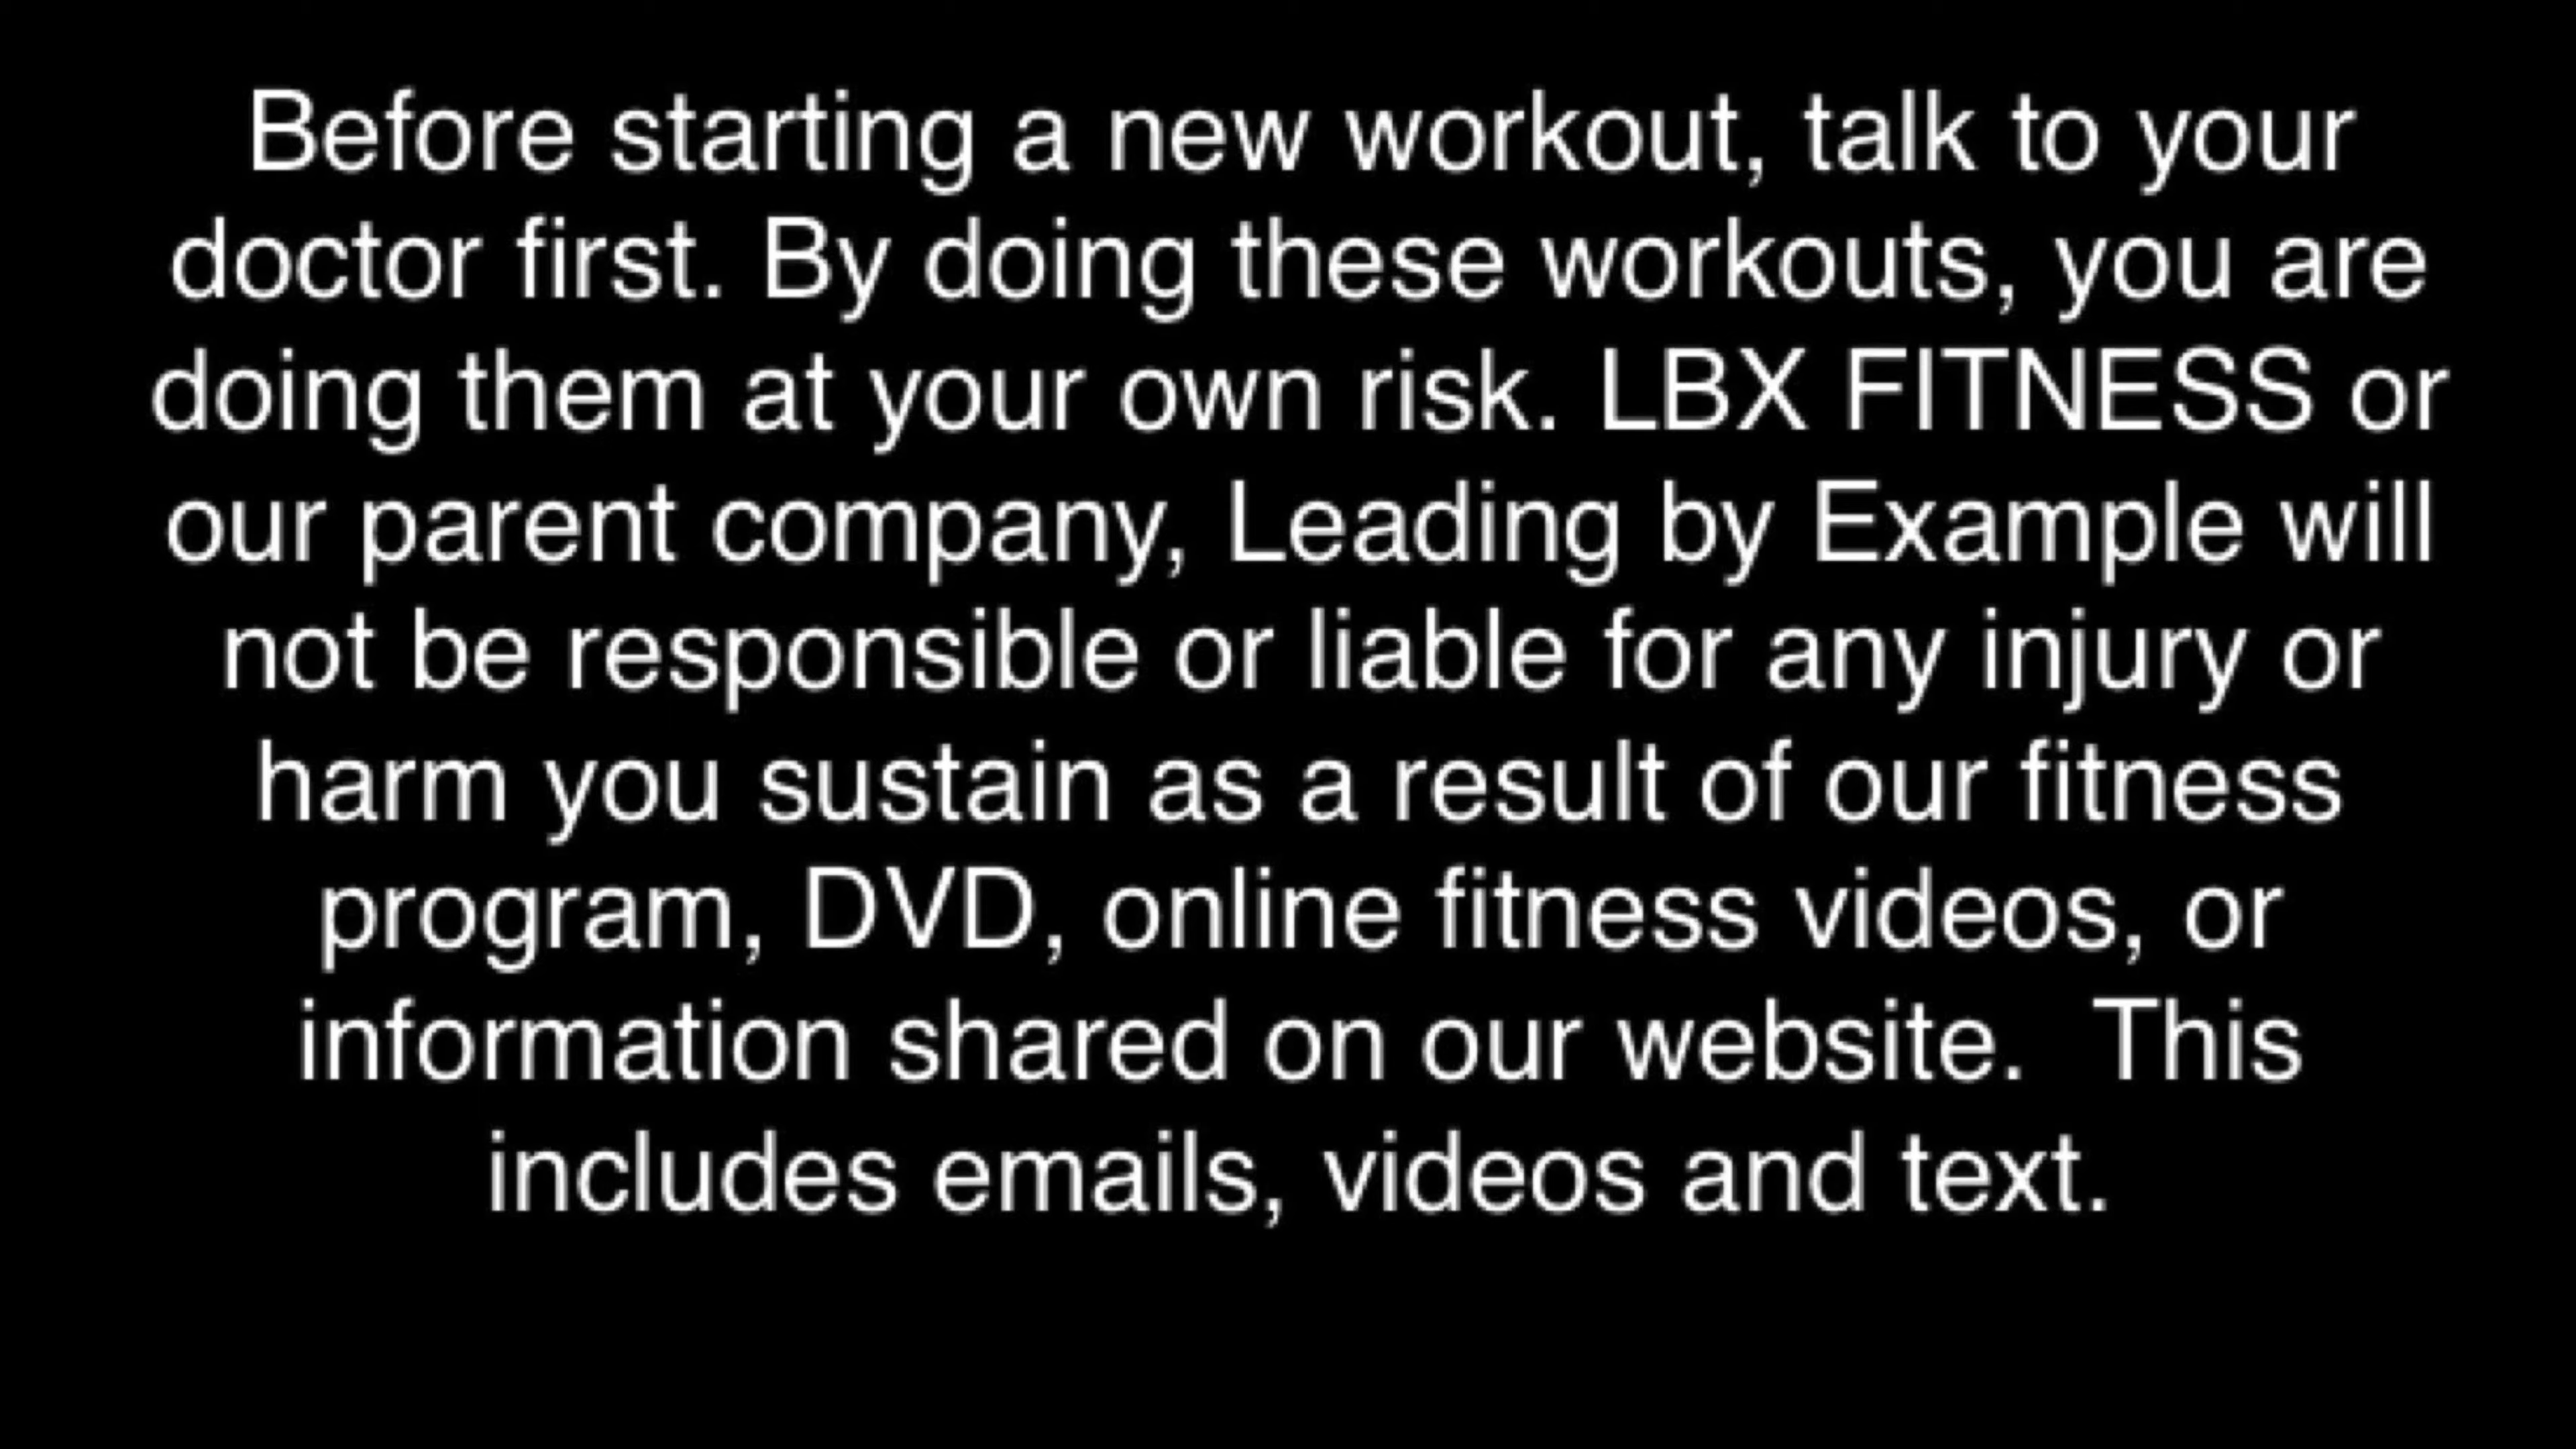 Before starting a new workout, talk to your
doctor first. By doing these workouts, you are
doing them at your own risk. LBX FITNESS or
our parent company, Leading by Example will
not be responsible or liable for any injury or
harm you sustain as a result of our fitness
program, DVD, online fitness videos, or
information shared on our website.  This
includes emails, videos and text.